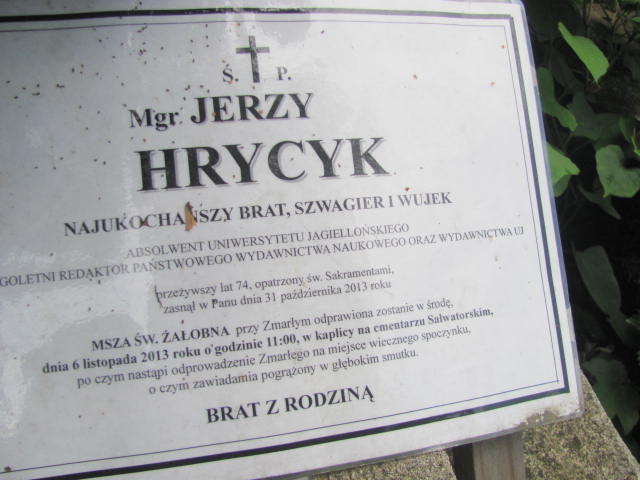 Ś. P.
Mgr JERZY
HRYCYK
NAJUKOCHAŃSZY BRAT, SZWAGIER I WUJEK
ABSOLWENT UNIWERSYTETU JAGIELLOŃSKIEGO
GOLETNI REDAKTOR PAŃSTWOWEGO WYDAWNICTWA NAUKOWEGO ORAZ WYDAWNICTWA UJ
przeżywszy lat 74, opatrzony św. Sakramentami,
zasnął w Panu dnia 31 października 2013 roku
MSZA ŚW. ŻAŁOBNA przy Zmarłym odprawiona zostanie w środę,
dnia 6 listopada 2013 roku o godzinie 11:00, w kaplicy na cmentarzu Salwatorskim,
po czym nastąpi odprowadzenie Zmarłego na miejsce wiecznego spoczynku,
o czym zawiadamia pogrążony w głębokim smutku.
BRAT Z RODZINĄ